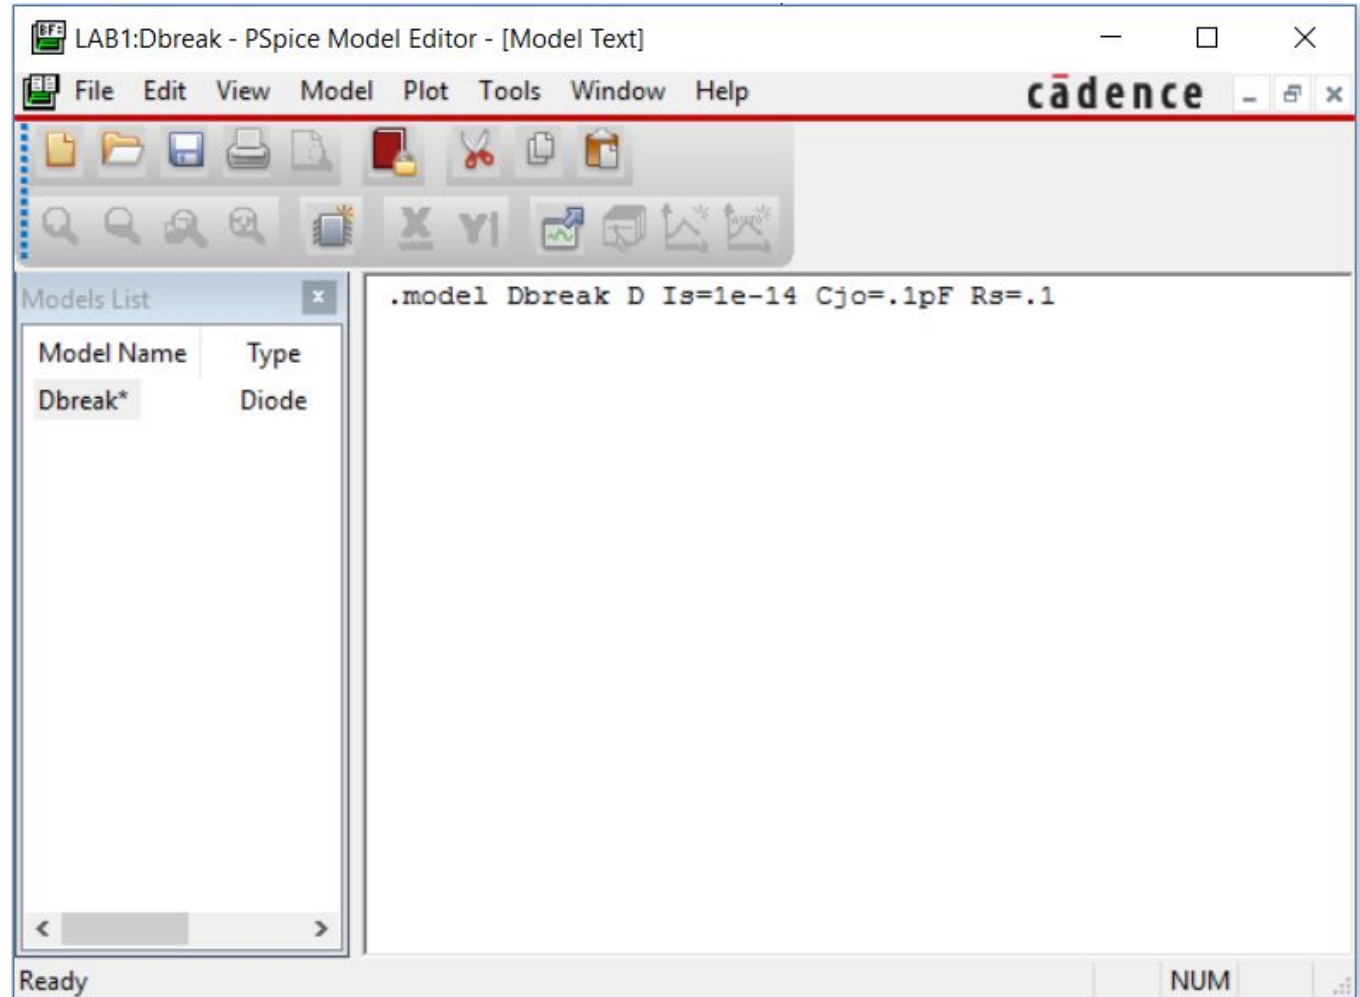 LAB1:Dbreak - PSpice Model Editor - [Model Text]
File Edit View Model Plot Tools Window Help
cādence
Models List
.model Dbreak D Is=1e-14 Cjo=.1pF Rs=.1
Model Name Type
Dbreak* Diode
Ready
NUM